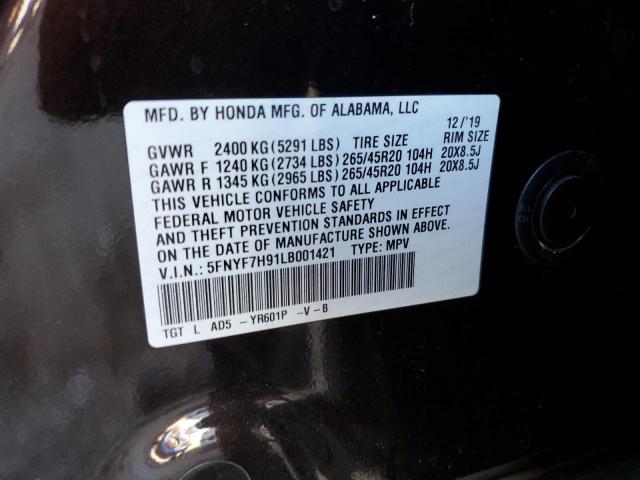 MFD. BY HONDA MFG. OF ALABAMA, LLC
12/'19
GVWR 2400 KG (5291 LBS) TIRE SIZE RIM SIZE
GAWR F 1240 KG (2734 LBS) 265/45R20 104H 20X8.5J
GAWR R 1345 KG (2965 LBS) 265/45R20 104H 20X8.5J
THIS VEHICLE CONFORMS TO ALL APPLICABLE
FEDERAL MOTOR VEHICLE SAFETY
AND THEFT PREVENTION STANDARDS IN EFFECT
ON THE DATE OF MANUFACTURE SHOWN ABOVE.
V.I.N.: 5FNYF7H91LB001421 TYPE: MPV
TGT L AD5 -YR601P -V-B